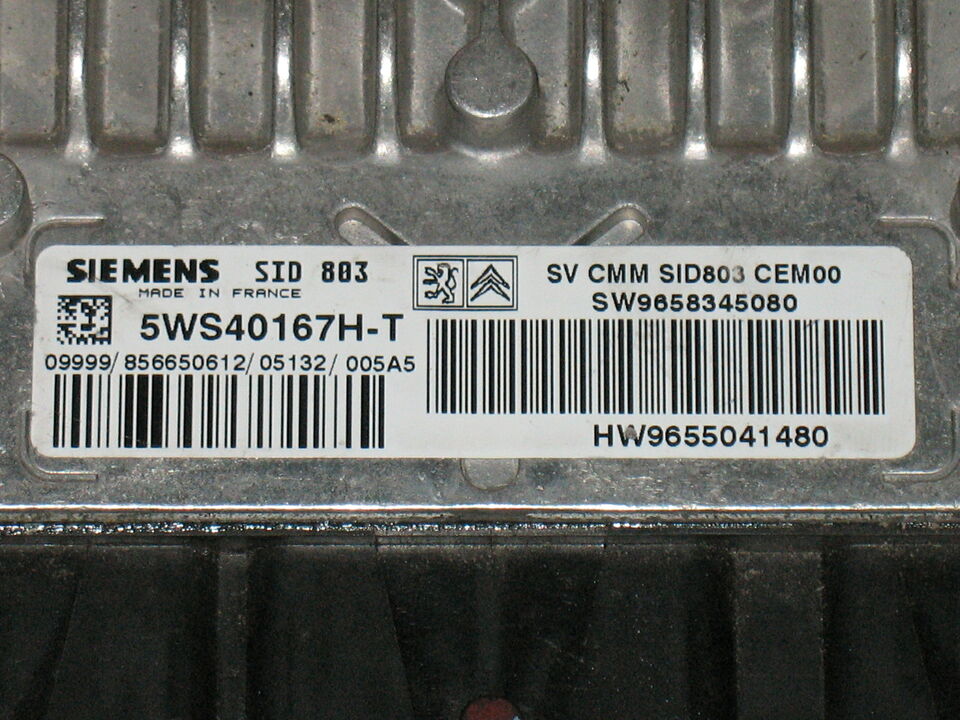 SIEMENS SID 803
MADE IN FRANCE
5WS40167H-T
09999/856650612/05132/005A5
SV CMM SID803 CEM00
SW9658345080
HW9655041480